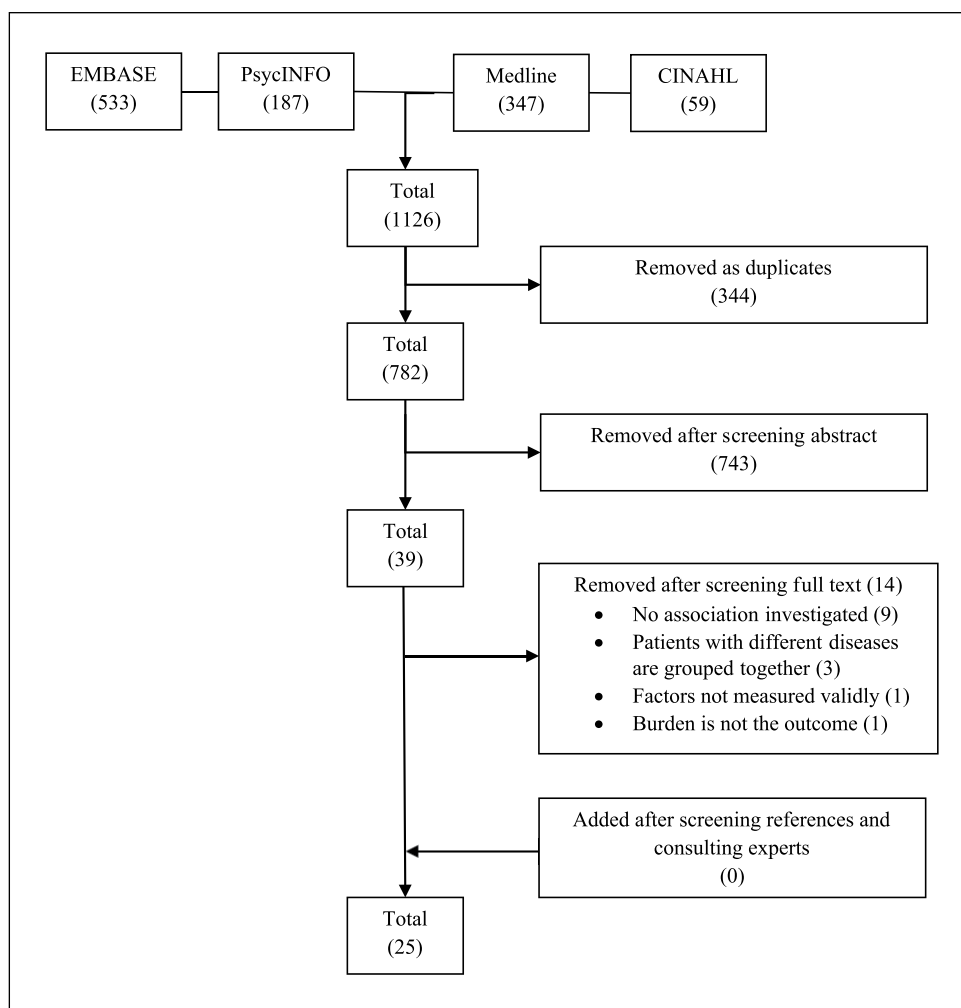 EMBASE
(533)
PsycINFO
(187)
Medline
(347)
CINAHL
(59)
Total
(1126)
Removed as duplicates
(344)
Total
(782)
Removed after screening abstract
(743)
Total
(39)
Removed after screening full text (14)
• No association investigated (9)
• Patients with different diseases
are grouped together (3)
• Factors not measured validly (1)
• Burden is not the outcome (1)
Added after screening references and
consulting experts
(0)
Total
(25)